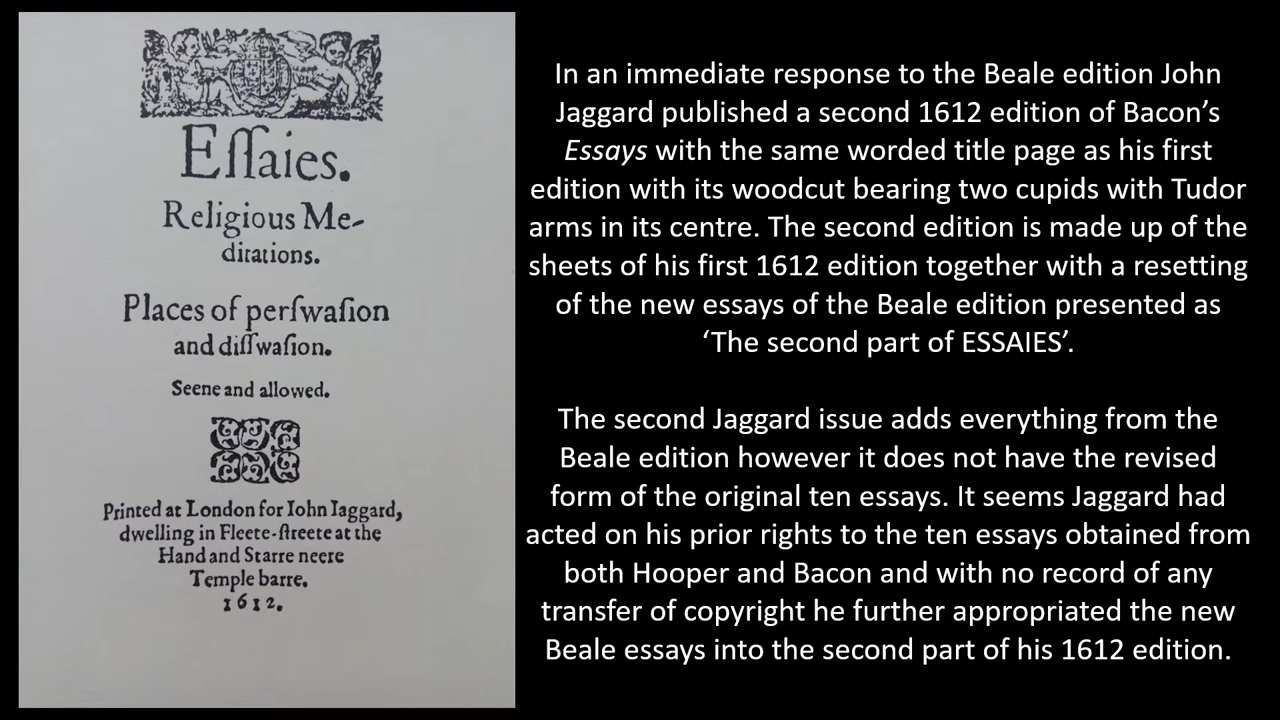 Eſſaies.
Religious Me-
ditations.
Places of perſwaſion
and diſſwaſion.
Seene and allowed.
Printed at London for Iohn Iaggard,
dwelling in Fleete-ſtreete at the
Hand and Starre neere
Temple barre.
1612.
In an immediate response to the Beale edition John
Jaggard published a second 1612 edition of Bacon’s
Essays with the same worded title page as his first
edition with its woodcut bearing two cupids with Tudor
arms in its centre. The second edition is made up of the
sheets of his first 1612 edition together with a resetting
of the new essays of the Beale edition presented as
‘The second part of ESSAIES’.
The second Jaggard issue adds everything from the
Beale edition however it does not have the revised
form of the original ten essays. It seems Jaggard had
acted on his prior rights to the ten essays obtained from
both Hooper and Bacon and with no record of any
transfer of copyright he further appropriated the new
Beale essays into the second part of his 1612 edition.